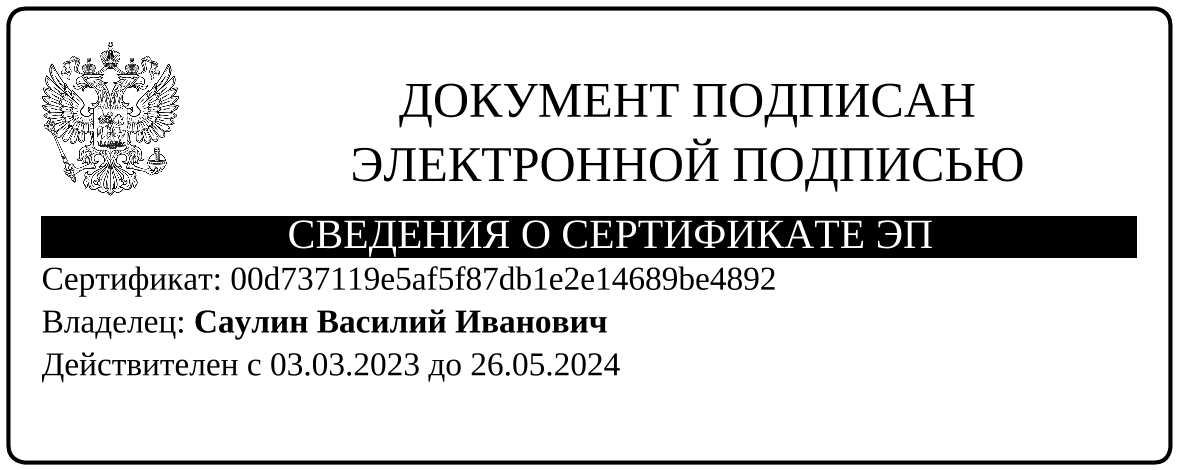 ДОКУМЕНТ ПОДПИСАН
ЭЛЕКТРОННОЙ ПОДПИСЬЮ
СВЕДЕНИЯ О СЕРТИФИКАТЕ ЭП
Сертификат: 00d737119e5af5f87db1e2e14689be4892
Владелец: Саулин Василий Иванович
Действителен с 03.03.2023 до 26.05.2024